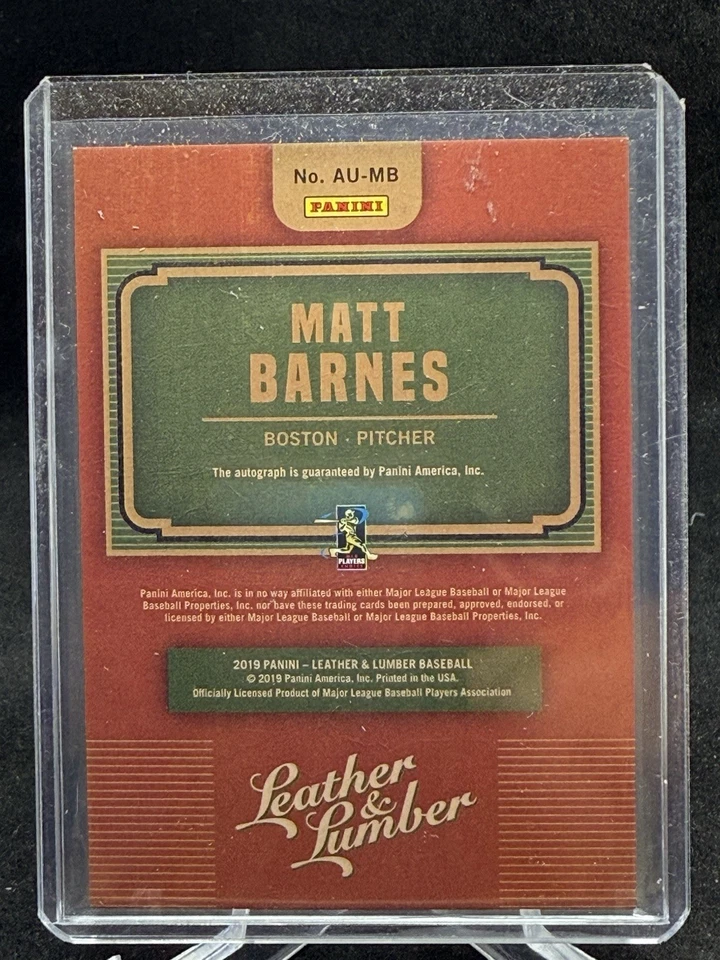 No. AU-MB
PANINI
MATT
BARNES
BOSTON · PITCHER
The autograph is guaranteed by Panini America, Inc.
MLB
PLAYERS
CHOICE
Panini America, Inc. is in no way affiliated with either Major League Baseball or Major League
Baseball Properties, Inc. nor have these trading cards been prepared, approved, endorsed, or
licensed by either Major League Baseball or Major League Baseball Properties, Inc.
2019 PANINI – LEATHER & LUMBER BASEBALL
© 2019 Panini America, Inc. Printed in the USA.
Officially Licensed Product of Major League Baseball Players Association
Leather
&
Lumber